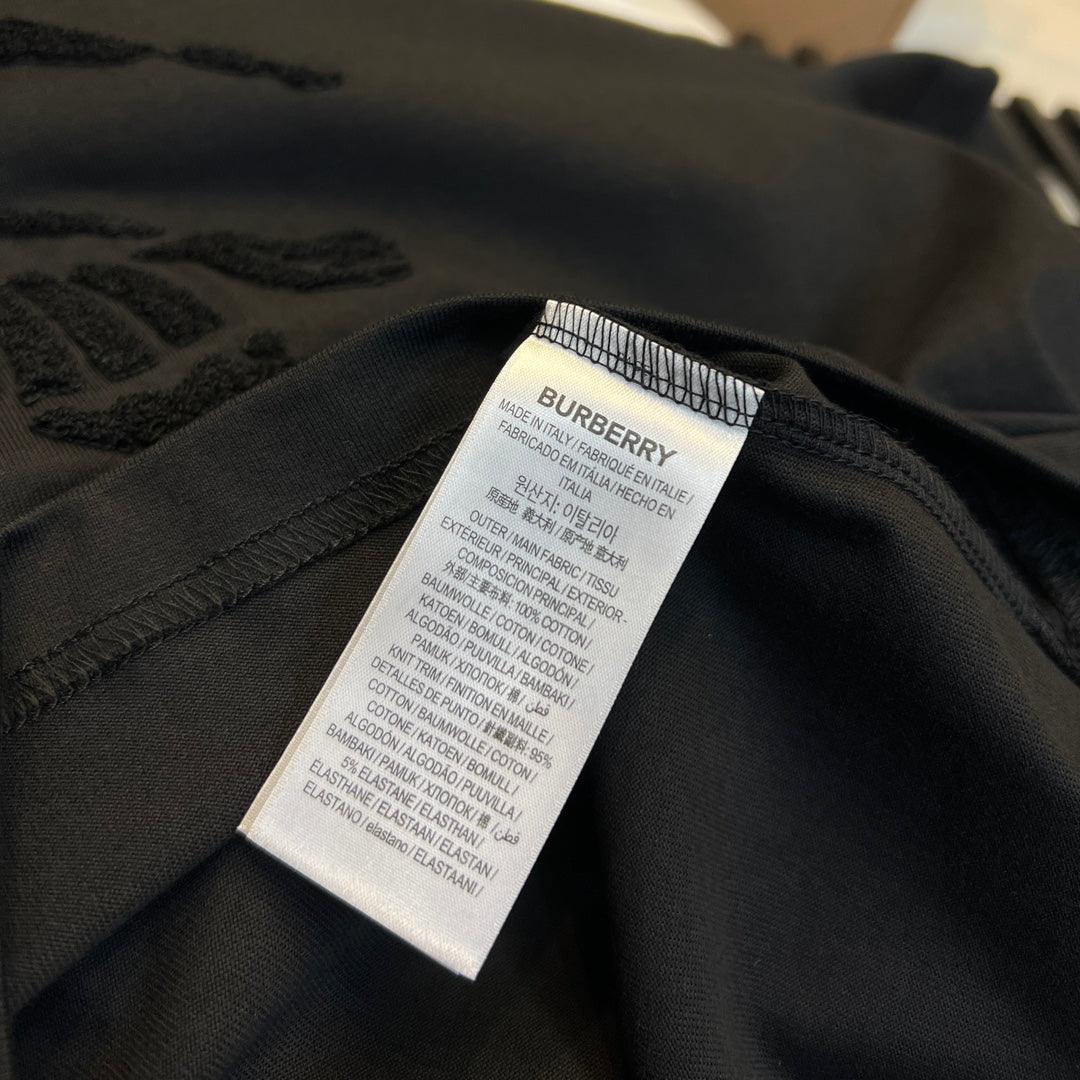 BURBERRY
MADE IN ITALY / FABRIQUÉ EN ITALIE /
FABRICADO EM ITÁLIA / HECHO EN
ITALIA
원산지: 이탈리아
原産地 義大利 / 原产地 意大利
OUTER / MAIN FABRIC / TISSU
EXTÉRIEUR / PRINCIPAL / EXTERIOR -
COMPOSICION PRINCIPAL /
外部/主要布料: 100% COTTON /
BAUMWOLLE / COTON / COTONE /
KATOEN / BOMULL / ALGODÓN /
ALGODÃO / PUUVILLA / BAMBAKI /
PAMUK / ХЛОПОК / 棉 / قطن
KNIT TRIM / FINITION EN MAILLE /
DETALLES DE PUNTO / 針織副料: 95%
COTTON / BAUMWOLLE / COTON /
COTONE / KATOEN / BOMULL /
ALGODÓN / ALGODÃO / PUUVILLA /
BAMBAKI / PAMUK / ХЛОПОК / 棉 / قطن
5% ELASTANE / ELASTHAN /
ÉLASTHANE / ELASTAAN / ELASTAN /
ELASTANO / elastano / ELASTAANI /